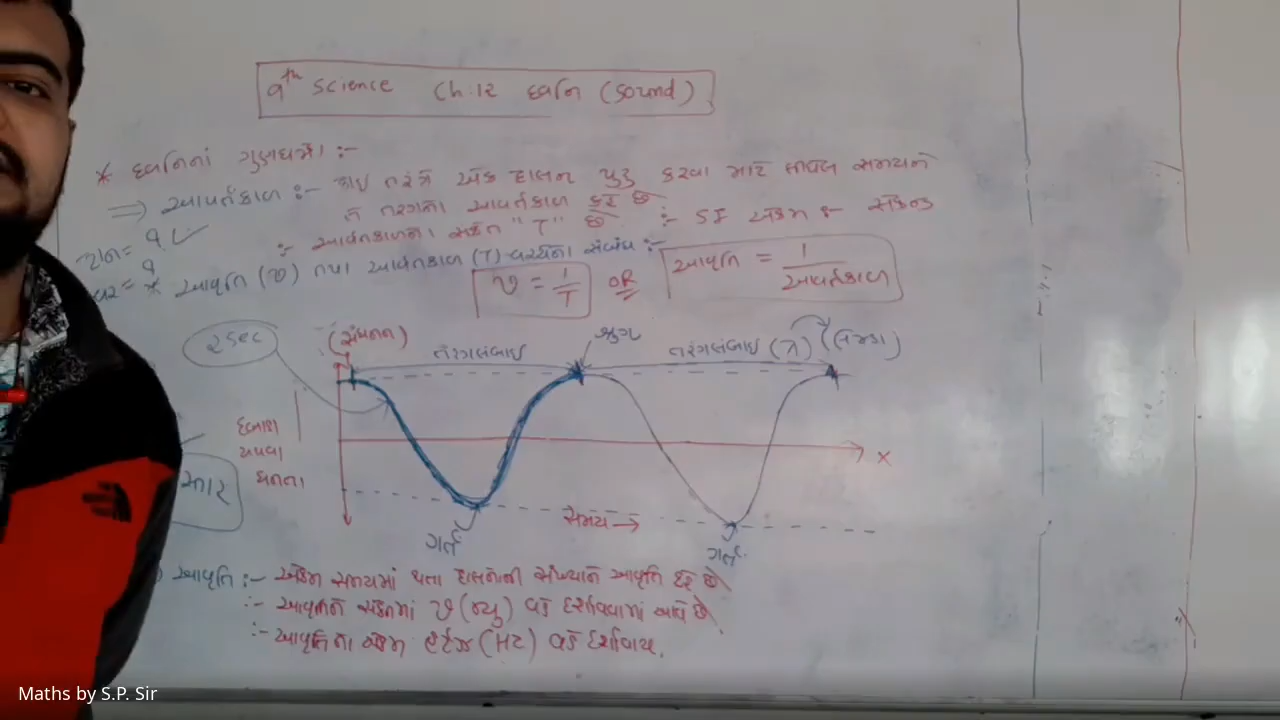 9th Science Ch.12 ધ્વનિ (Sound)
* ધ્વનિનાં ગુણધર્મો :-
⇒ આવર્તકાળ :- કોઈ તરંગને એક દોલન પુરુ કરવા માટે લાગતા સમયને
તે તરંગનો આવર્તકાળ કહે છે
:- આવર્તકાળનો સંકેત "T" છે :- SI એકમ :- સેકન્ડ
* આવૃતિ (ν) તથા આવર્તકાળ (T) વચ્ચેનો સંબંધ :-
ν = 1/T OR આવૃતિ = 1/આવર્તકાળ
2 sec (સંઘનન) તરંગલંબાઇ શૃંગ તરંગલંબાઇ (λ) (લેમ્ડા)
દબાણ
અથવા
ઘનતા
X
સમય →
ગર્ત ગર્ત
આવૃતિ :- એકમ સમયમાં થતા દોલનોની સંખ્યાને આવૃતિ કહે છે
:- આવૃતિને સંકેતમાં ν (ન્યુ) વડે દર્શાવવામાં આવે છે
:- આવૃતિનો એકમ હર્ટઝ (HZ) વડે દર્શાવાય.
Maths by S.P. Sir